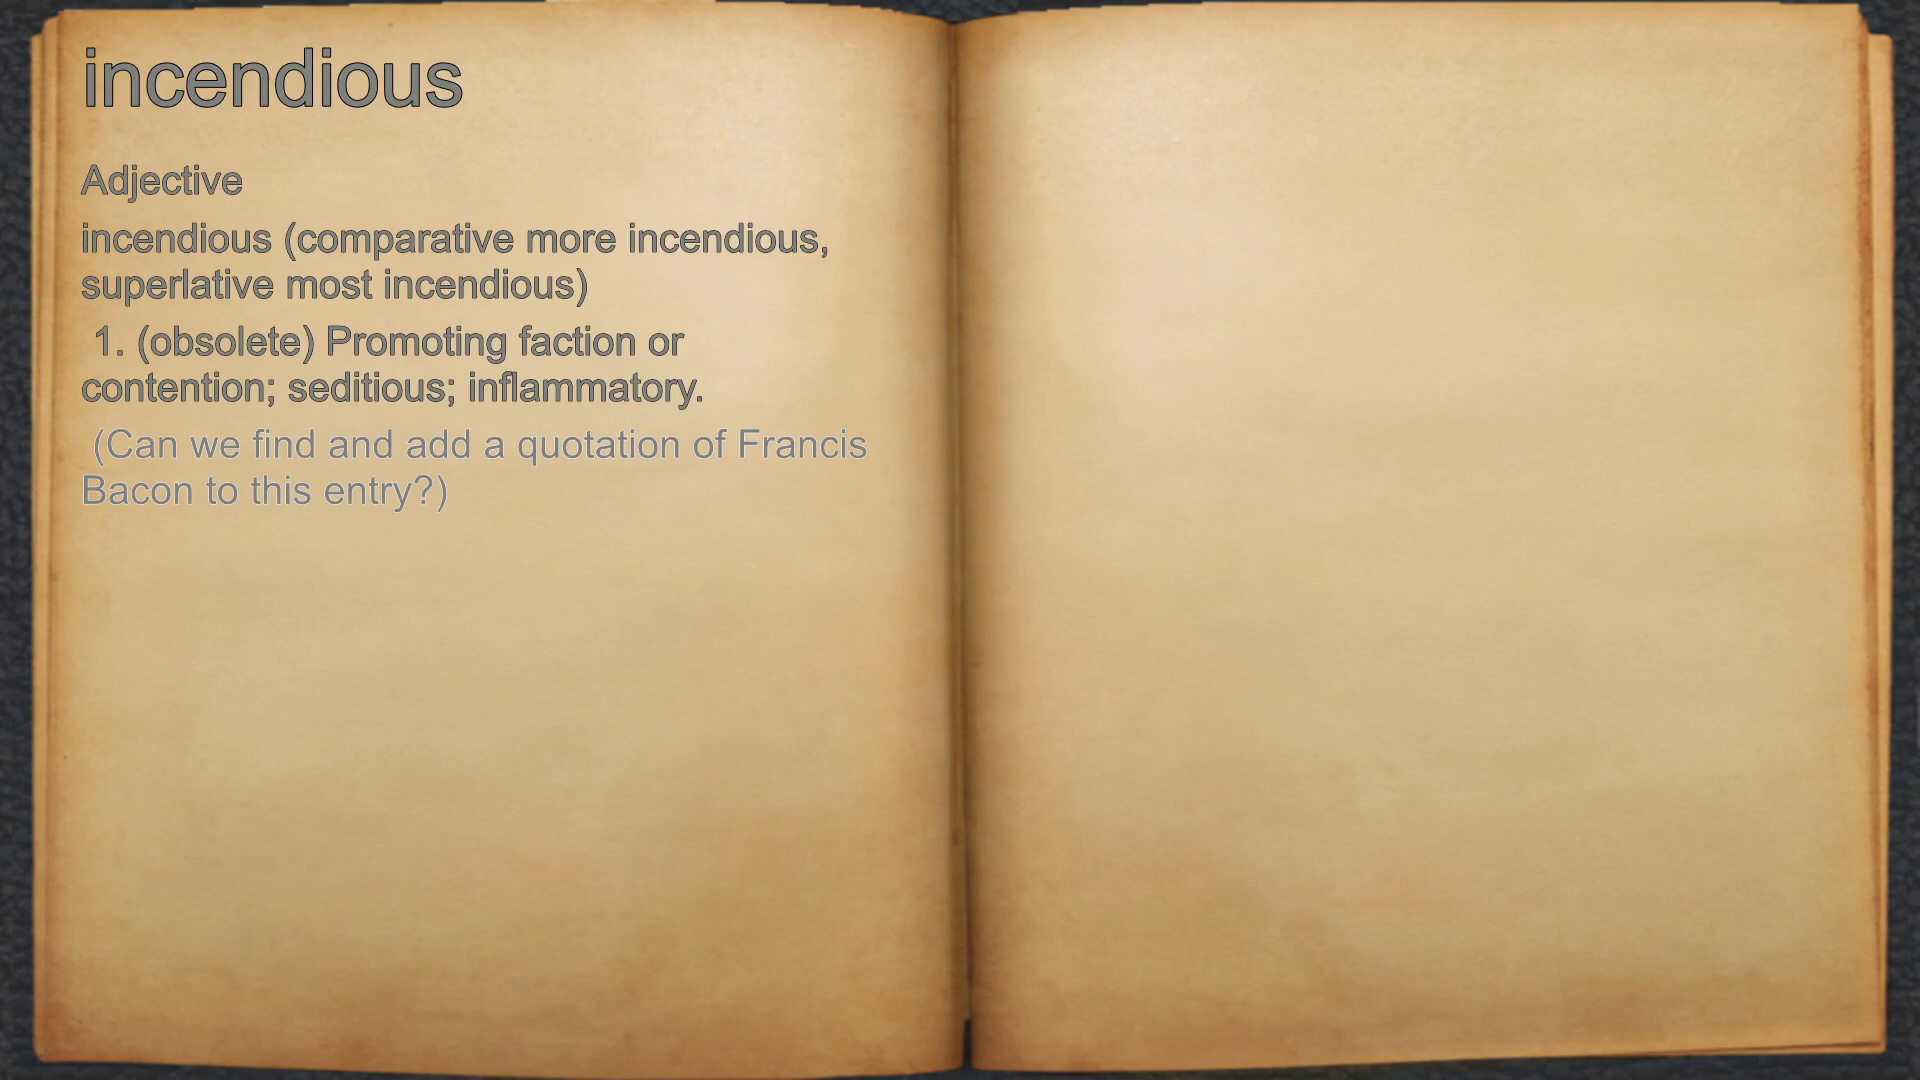 incendious
Adjective
incendious (comparative more incendious,
superlative most incendious)
1. (obsolete) Promoting faction or
contention; seditious; inflammatory.
(Can we find and add a quotation of Francis
Bacon to this entry?)